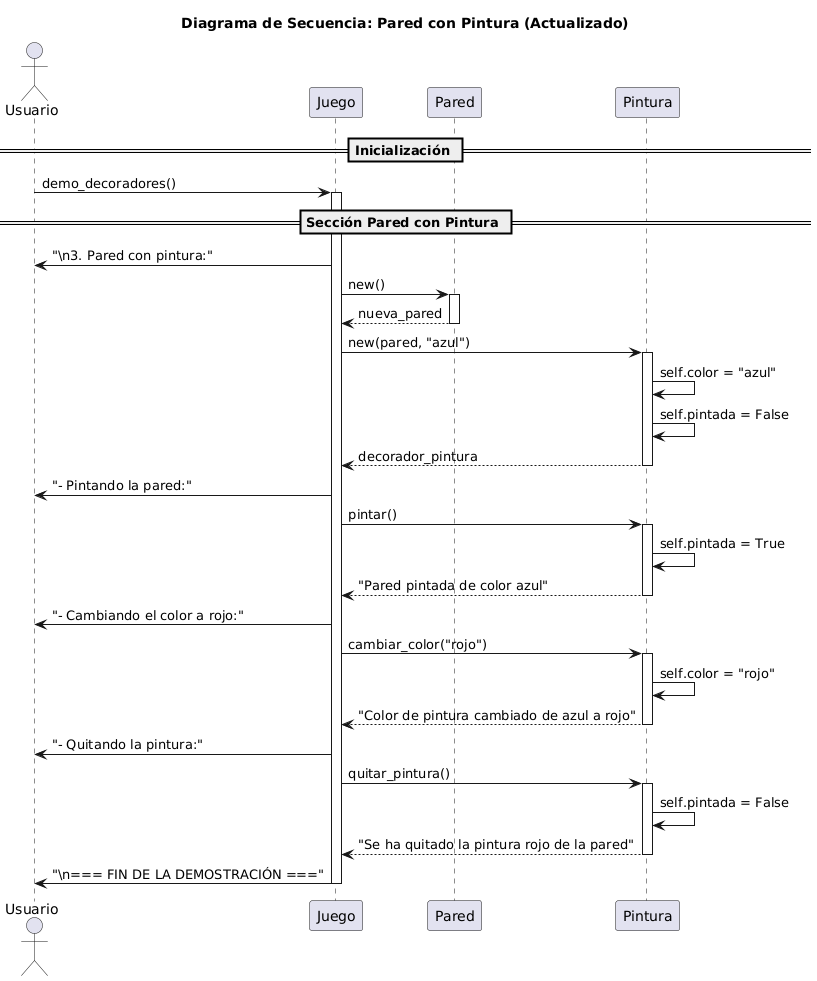 Diagrama de Secuencia: Pared con Pintura (Actualizado)
Usuario
Juego
Pared
Pintura
Inicialización
demo_decoradores()
Sección Pared con Pintura
"\n3. Pared con pintura:"
new()
nueva_pared
new(pared, "azul")
self.color = "azul"
self.pintada = False
decorador_pintura
"- Pintando la pared:"
pintar()
self.pintada = True
"Pared pintada de color azul"
"- Cambiando el color a rojo:"
cambiar_color("rojo")
self.color = "rojo"
"Color de pintura cambiado de azul a rojo"
"- Quitando la pintura:"
quitar_pintura()
self.pintada = False
"Se ha quitado la pintura rojo de la pared"
"\n=== FIN DE LA DEMOSTRACIÓN ==="
Usuario
Juego
Pared
Pintura